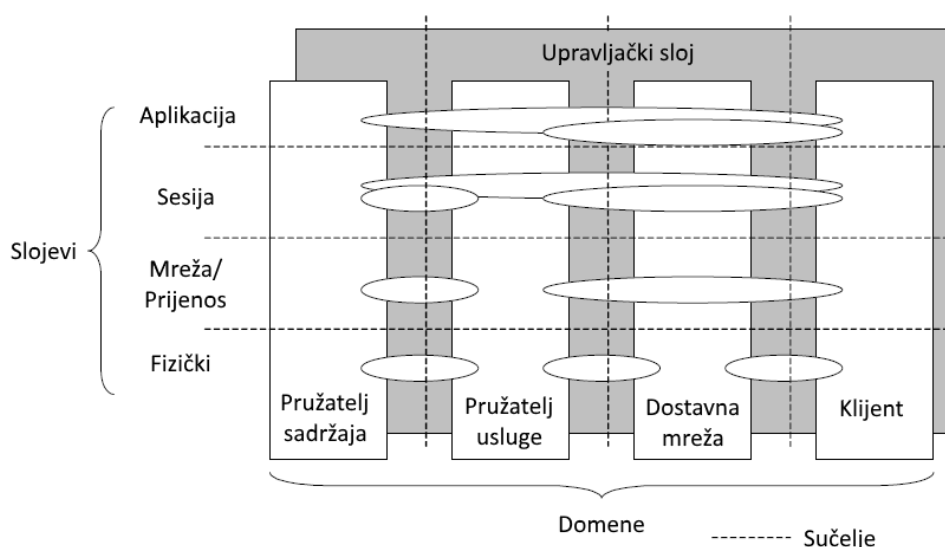 Upravljački sloj
Aplikacija
Sesija
Slojevi
Mreža/
Prijenos
Fizički
Pružatelj
sadržaja
Pružatelj
usluge
Dostavna
mreža
Klijent
Domene
Sučelje